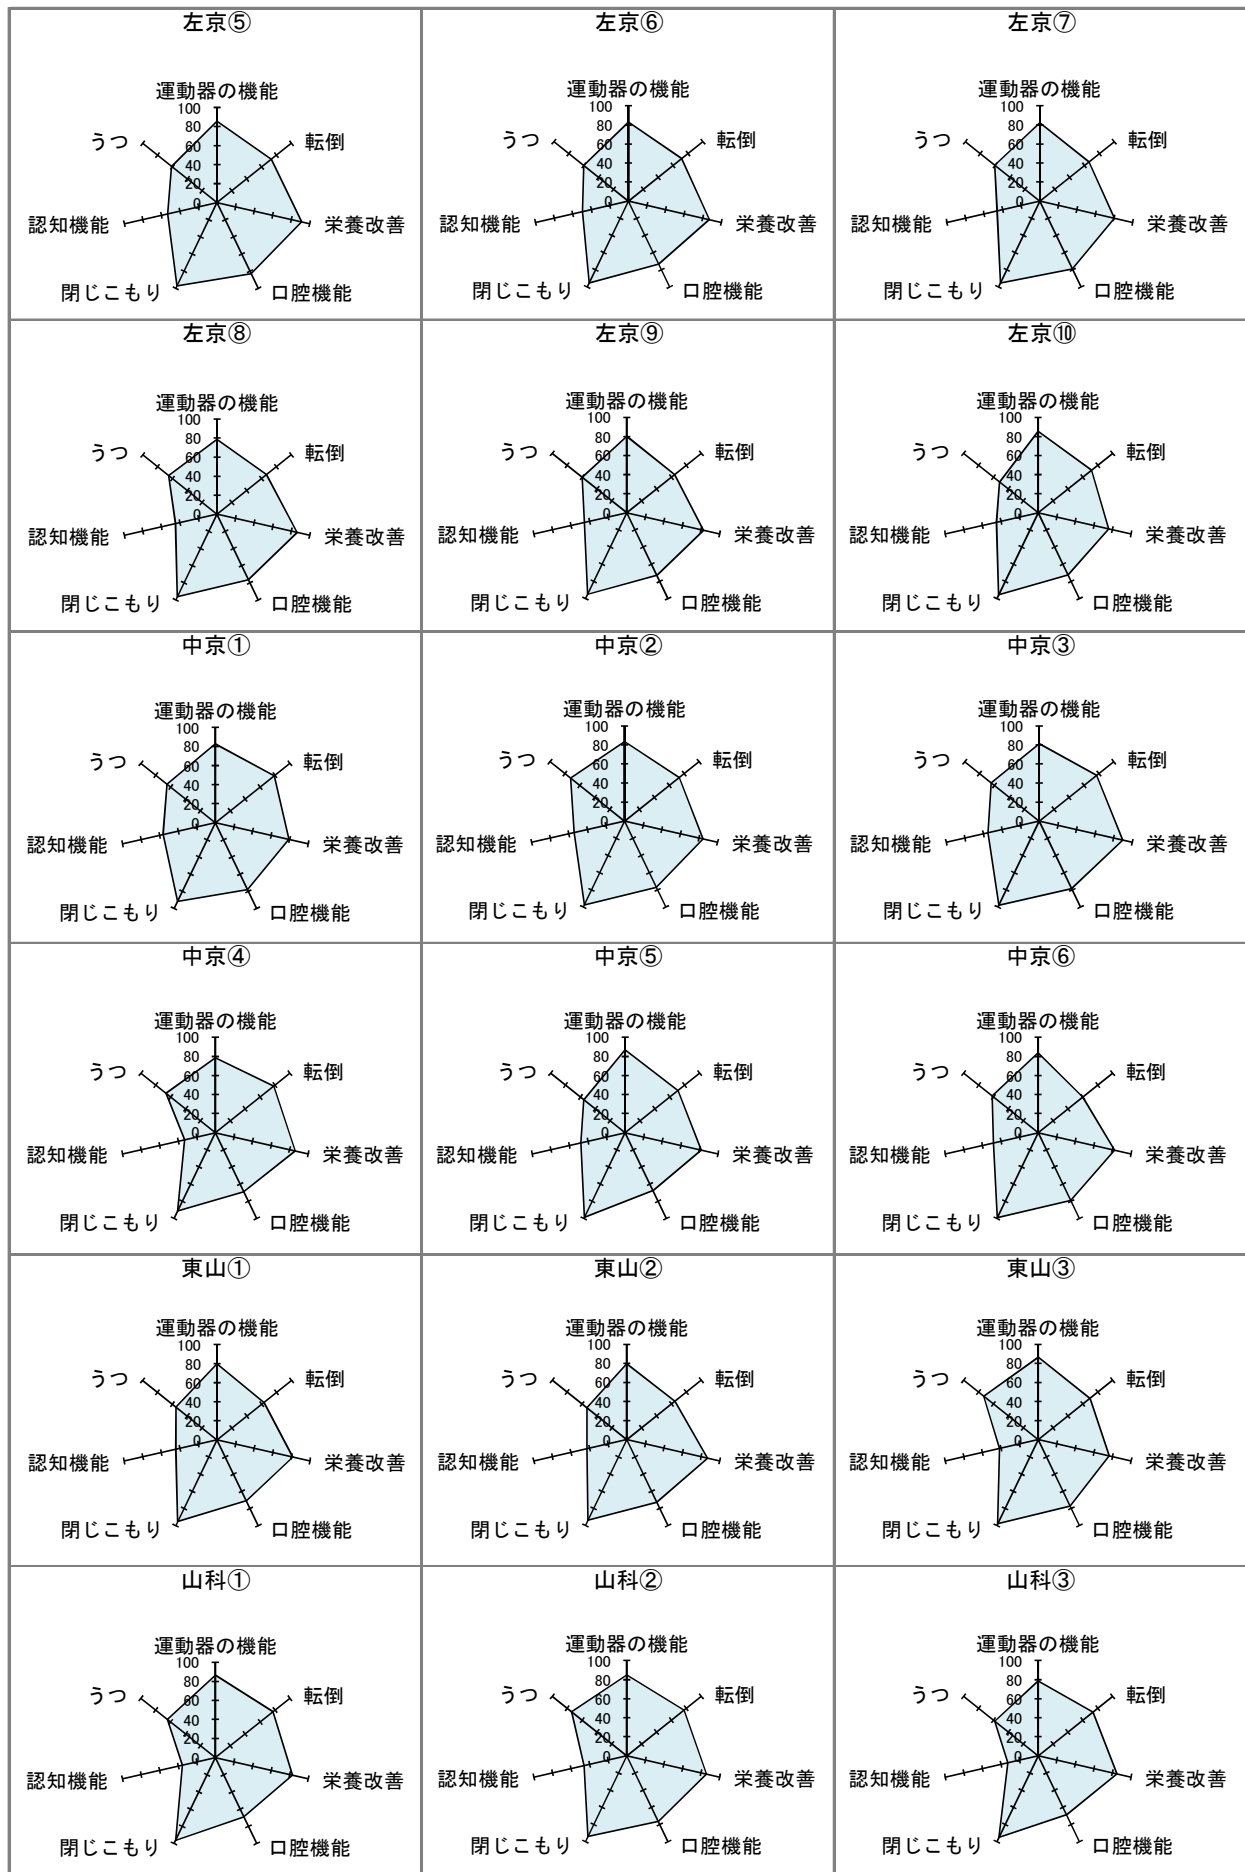 左京⑤
運動器の機能
100
80
60
40
20
0
うつ
転倒
認知機能
栄養改善
閉じこもり
口腔機能
左京⑥
運動器の機能
100
80
60
40
20
0
うつ
転倒
認知機能
栄養改善
閉じこもり
口腔機能
左京⑦
運動器の機能
100
80
60
40
20
0
うつ
転倒
認知機能
栄養改善
閉じこもり
口腔機能
左京⑧
運動器の機能
100
80
60
40
20
0
うつ
転倒
認知機能
栄養改善
閉じこもり
口腔機能
左京⑨
運動器の機能
100
80
60
40
20
0
うつ
転倒
認知機能
栄養改善
閉じこもり
口腔機能
左京⑩
運動器の機能
100
80
60
40
20
0
うつ
転倒
認知機能
栄養改善
閉じこもり
口腔機能
中京①
運動器の機能
100
80
60
40
20
0
うつ
転倒
認知機能
栄養改善
閉じこもり
口腔機能
中京②
運動器の機能
100
80
60
40
20
0
うつ
転倒
認知機能
栄養改善
閉じこもり
口腔機能
中京③
運動器の機能
100
80
60
40
20
0
うつ
転倒
認知機能
栄養改善
閉じこもり
口腔機能
中京④
運動器の機能
100
80
60
40
20
0
うつ
転倒
認知機能
栄養改善
閉じこもり
口腔機能
中京⑤
運動器の機能
100
80
60
40
20
0
うつ
転倒
認知機能
栄養改善
閉じこもり
口腔機能
中京⑥
運動器の機能
100
80
60
40
20
0
うつ
転倒
認知機能
栄養改善
閉じこもり
口腔機能
東山①
運動器の機能
100
80
60
40
20
0
うつ
転倒
認知機能
栄養改善
閉じこもり
口腔機能
東山②
運動器の機能
100
80
60
40
20
0
うつ
転倒
認知機能
栄養改善
閉じこもり
口腔機能
東山③
運動器の機能
100
80
60
40
20
0
うつ
転倒
認知機能
栄養改善
閉じこもり
口腔機能
山科①
運動器の機能
100
80
60
40
20
0
うつ
転倒
認知機能
栄養改善
閉じこもり
口腔機能
山科②
運動器の機能
100
80
60
40
20
0
うつ
転倒
認知機能
栄養改善
閉じこもり
口腔機能
山科③
運動器の機能
100
80
60
40
20
0
うつ
転倒
認知機能
栄養改善
閉じこもり
口腔機能